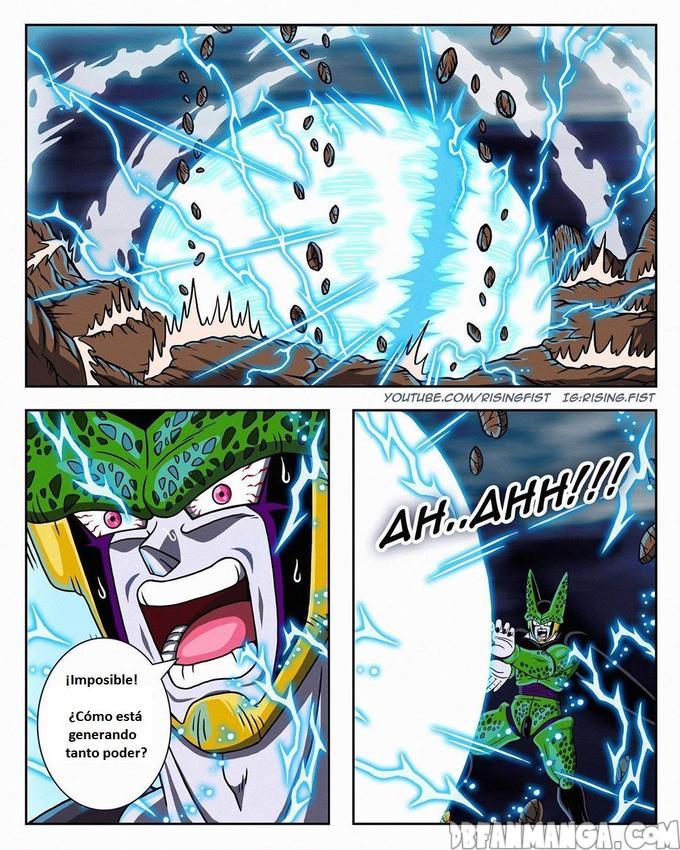 YOUTUBE.COM/RISINGFIST IG:RISING.FIST
AH..AHH!!!
¡Imposible!
¿Cómo está
generando
tanto poder?
DBFANMANGA.COM